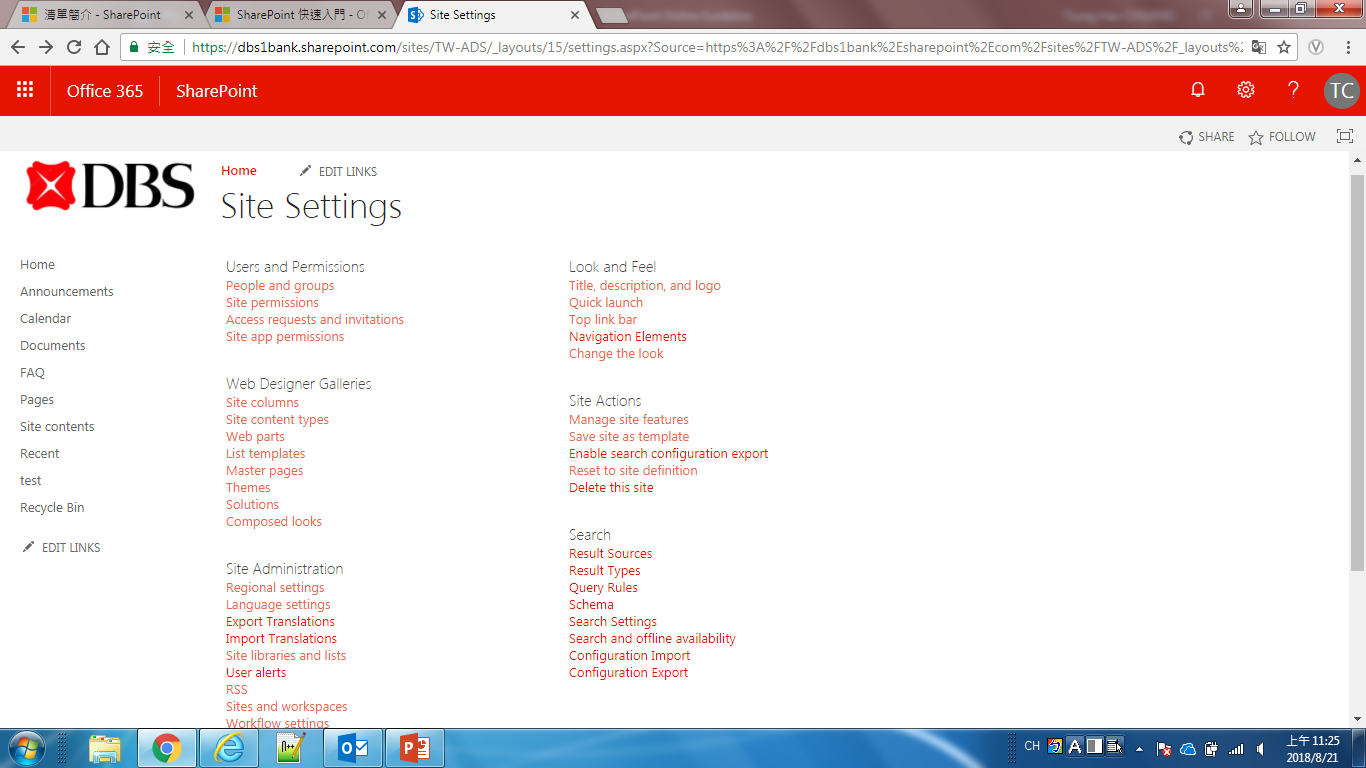 清單簡介 - SharePoint
SharePoint 快速入門 - O
Site Settings
安全
https://dbs1bank.sharepoint.com/sites/TW-ADS/_layouts/15/settings.aspx?Source=https%3A%2F%2Fdbs1bank%2Esharepoint%2Ecom%2Fsites%2FTW-ADS%2F_layouts%2
Office 365
SharePoint
TC
SHARE
FOLLOW
DBS
Home
EDIT LINKS
Site Settings
Home
Announcements
Calendar
Documents
FAQ
Pages
Site contents
Recent
test
Recycle Bin
EDIT LINKS
Users and Permissions
People and groups
Site permissions
Access requests and invitations
Site app permissions
Web Designer Galleries
Site columns
Site content types
Web parts
List templates
Master pages
Themes
Solutions
Composed looks
Site Administration
Regional settings
Language settings
Export Translations
Import Translations
Site libraries and lists
User alerts
RSS
Sites and workspaces
Workflow settings
Look and Feel
Title, description, and logo
Quick launch
Top link bar
Navigation Elements
Change the look
Site Actions
Manage site features
Save site as template
Enable search configuration export
Reset to site definition
Delete this site
Search
Result Sources
Result Types
Query Rules
Schema
Search Settings
Search and offline availability
Configuration Import
Configuration Export
CH
上午 11:25
2018/8/21